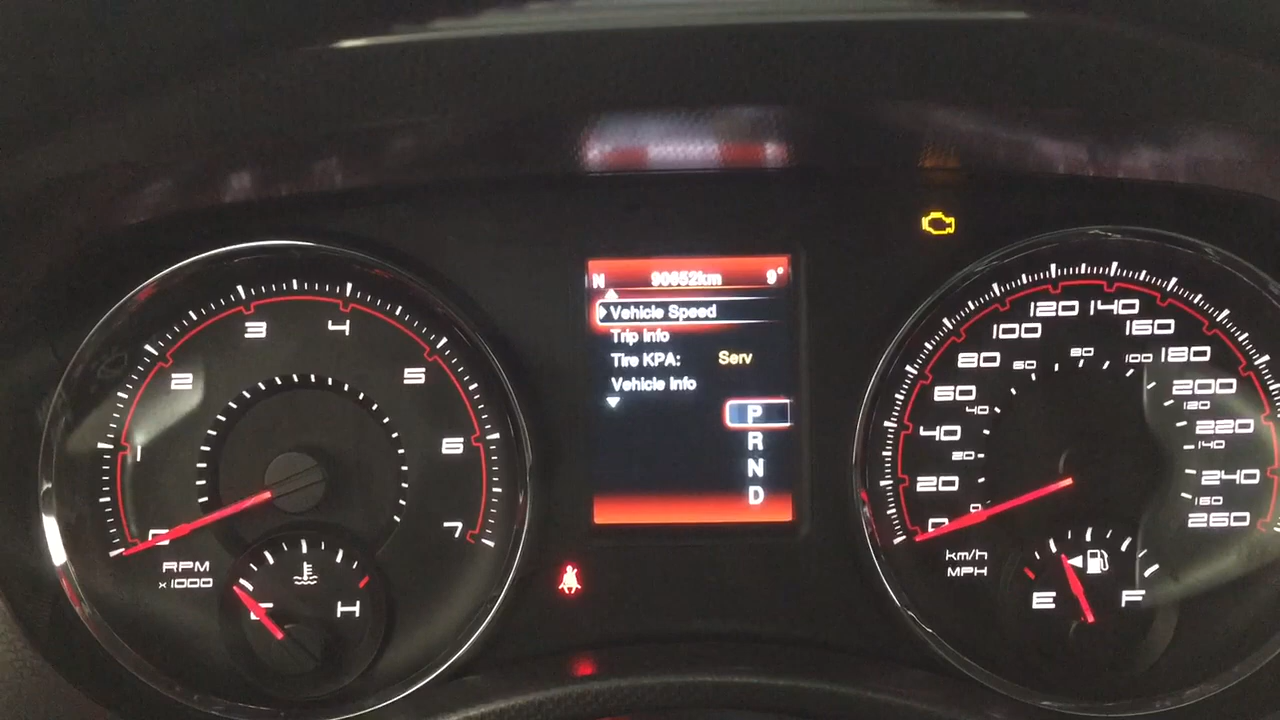 N 90652km 9°
Vehicle Speed
Trip Info
Tire KPA: Serv
Vehicle Info
P
R
N
D
1
2
3
4
5
6
7
RPM
x1000
H
0
20
40
60
80
100
120
140
160
180
200
220
240
260
0
20
40
60
80
100
120
140
160
km/h
MPH
E
F